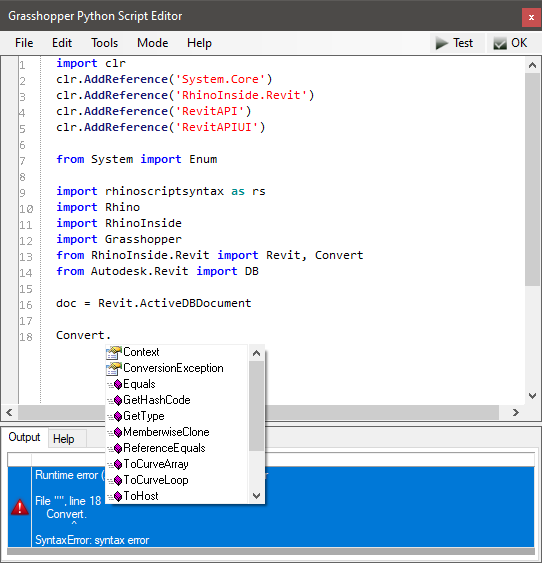 Grasshopper Python Script Editor
x
File Edit Tools Mode Help Test OK
1 import clr
2 clr.AddReference('System.Core')
3 clr.AddReference('RhinoInside.Revit')
4 clr.AddReference('RevitAPI')
5 clr.AddReference('RevitAPIUI')
6
7 from System import Enum
8
9 import rhinoscriptsyntax as rs
10 import Rhino
11 import RhinoInside
12 import Grasshopper
13 from RhinoInside.Revit import Revit, Convert
14 from Autodesk.Revit import DB
15
16 doc = Revit.ActiveDBDocument
17
18 Convert.
Context
ConversionException
Equals
GetHashCode
GetType
MemberwiseClone
ReferenceEquals
ToCurveArray
ToCurveLoop
ToHost
Output Help
Runtime error (
File "", line 18
Convert.
^
SyntaxError: syntax error